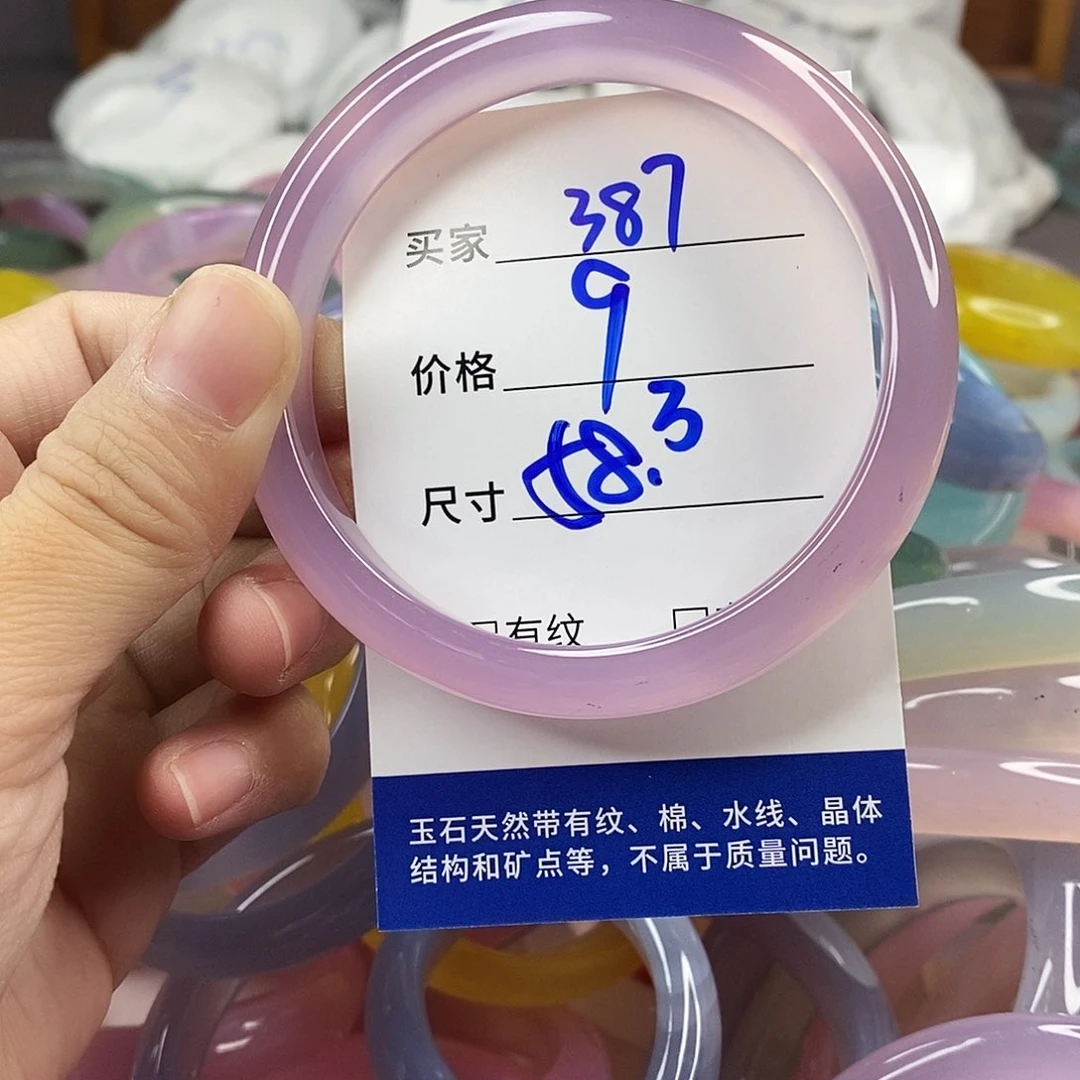 买家 387
价格 9
尺寸 58.3
有纹
玉石天然带有纹、棉、水线、晶体
结构和矿点等，不属于质量问题。